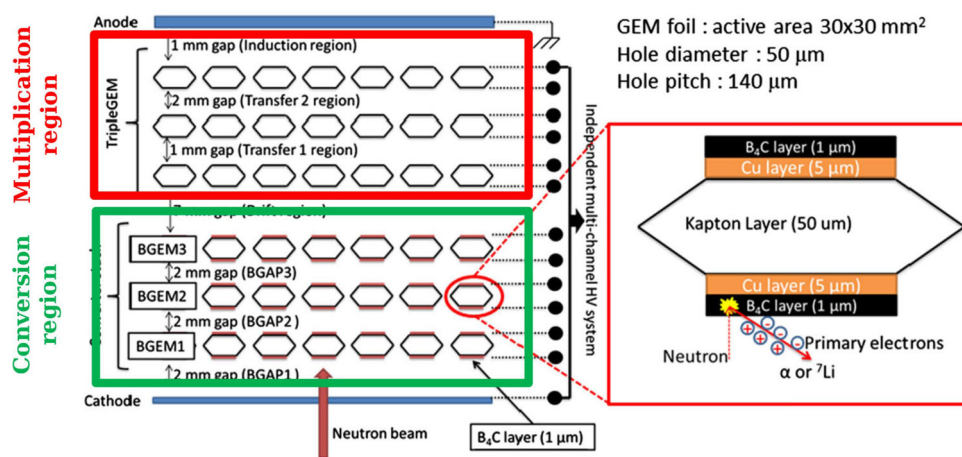 Anode
1 mm gap (Induction region)
2 mm gap (Transfer 2 region)
1 mm gap (Transfer 1 region)
TripleGEM
Multiplication
region
mm gap
BGEM3
2 mm gap (BGAP3)
BGEM2
2 mm gap (BGAP2)
BGEM1
2 mm gap (BGAP1)
Conversion
region
Cathode
Neutron beam
B₄C layer (1 µm)
Independent multi-channel HV system
GEM foil : active area 30x30 mm²
Hole diameter : 50 µm
Hole pitch : 140 µm
B₄C layer (1 µm)
Cu layer (5 µm)
Kapton Layer (50 um)
Cu layer (5 µm)
B₄C layer (1 µm)
Primary electrons
Neutron
α or ⁷Li